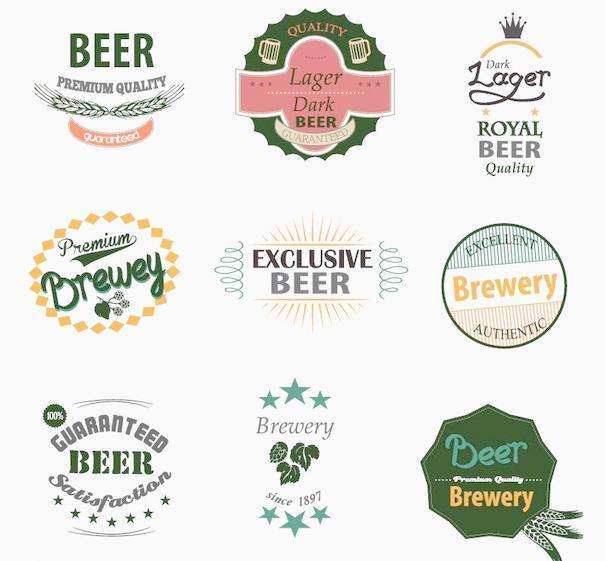 BEER
PREMIUM QUALITY
guaranteed
QUALITY
Lager
Dark
BEER
GUARANTEED
Dark
Lager
ROYAL
BEER
Quality
Premium
Brewey
EXCLUSIVE
BEER
EXCELLENT
Brewery
AUTHENTIC
100%
GUARANTEED
BEER
Satisfaction
Brewery
since 1897
Beer
Premium Quality
Brewery